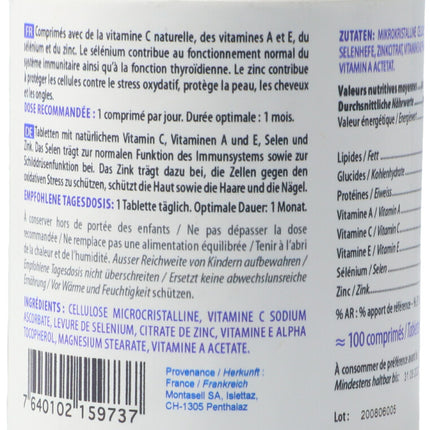 FR Comprimés avec de la vitamine C naturelle, des vitamines A et E, du
sélénium et du zinc. Le sélénium contribue au fonctionnement normal du
système immunitaire ainsi qu'à la fonction thyroïdienne. Le zinc contribue
à protéger les cellules contre le stress oxydatif, protège la peau, les cheveux
et les ongles.
DOSE RECOMMANDÉE : 1 comprimé par jour. Durée optimale : 1 mois.
DE Tabletten mit natürlichem Vitamin C, Vitaminen A und E, Selen und
Zink. Das Selen trägt zur normalen Funktion des Immunsystems sowie zur
Schilddrüsenfunktion bei. Das Zink trägt dazu bei, die Zellen gegen den
oxidativen Stress zu schützen, schützt die Haut sowie die Haare und die Nägel.
EMPFOHLENE TAGESDOSIS: 1 Tablette täglich. Optimale Dauer: 1 Monat.
À conserver hors de portée des enfants / Ne pas dépasser la dose
recommandée / Ne remplace pas une alimentation équilibrée / Tenir à l'abri
de la chaleur et de l'humidité. Ausser Reichweite von Kindern aufbewahren /
Empfohlene Tagesdosis nicht überschreiten / Ersetzt keine abwechslunsreiche
Ernährung / Vor Wärme und Feuchtigkeit schützen.
INGRÉDIENTS : CELLULOSE MICROCRISTALLINE, VITAMINE C SODIUM
ASCORBATE, LEVURE DE SELENIUM, CITRATE DE ZINC, VITAMINE E ALPHA
TOCOPHEROL, MAGNESIUM STEARATE, VITAMINE A ACETATE.
7 640102 159737
Provenance / Herkunft :
France / Frankreich
Montasell SA, Islettaz,
CH-1305 Penthalaz
ZUTATEN: MIKROKRISTALLINE
SELENHEFE, ZINKCITRAT,
VITAMIN A ACETAT.
Valeurs nutritives moyennes
Durchsnittliche Nährwerte
Valeur énergétique /
Lipides / Fett
Glucides / Kohlenhydrate
Protéines / Eiweiss
Vitamine A / Vitamin A
Vitamine C / Vitamin C
Vitamine E / Vitamin E
Sélénium / Selen
Zinc / Zink
% AR : % apport de référence -
≈ 100 comprimés /
À consommer de préférence avant
Mindestens haltbar bis:
Lot : 200806005